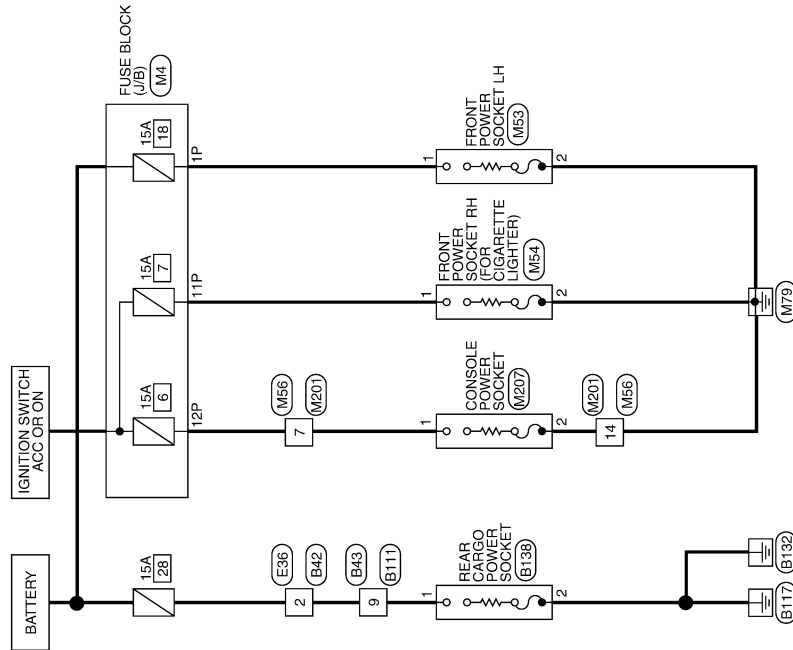 BATTERY
IGNITION SWITCH
ACC OR ON
FUSE BLOCK
(J/B)
M4
15A
28
15A
6
15A
7
15A
18
12P
11P
1P
E36
2
B42
B43
9
B111
M56
7
M201
1
REAR
CARGO
POWER
SOCKET
B138
2
1
CONSOLE
POWER
SOCKET
M207
2
1
FRONT
POWER
SOCKET RH
(FOR
CIGARETTE
LIGHTER)
M54
2
1
FRONT
POWER
SOCKET LH
M53
2
M201
14
M56
B117
B132
M79